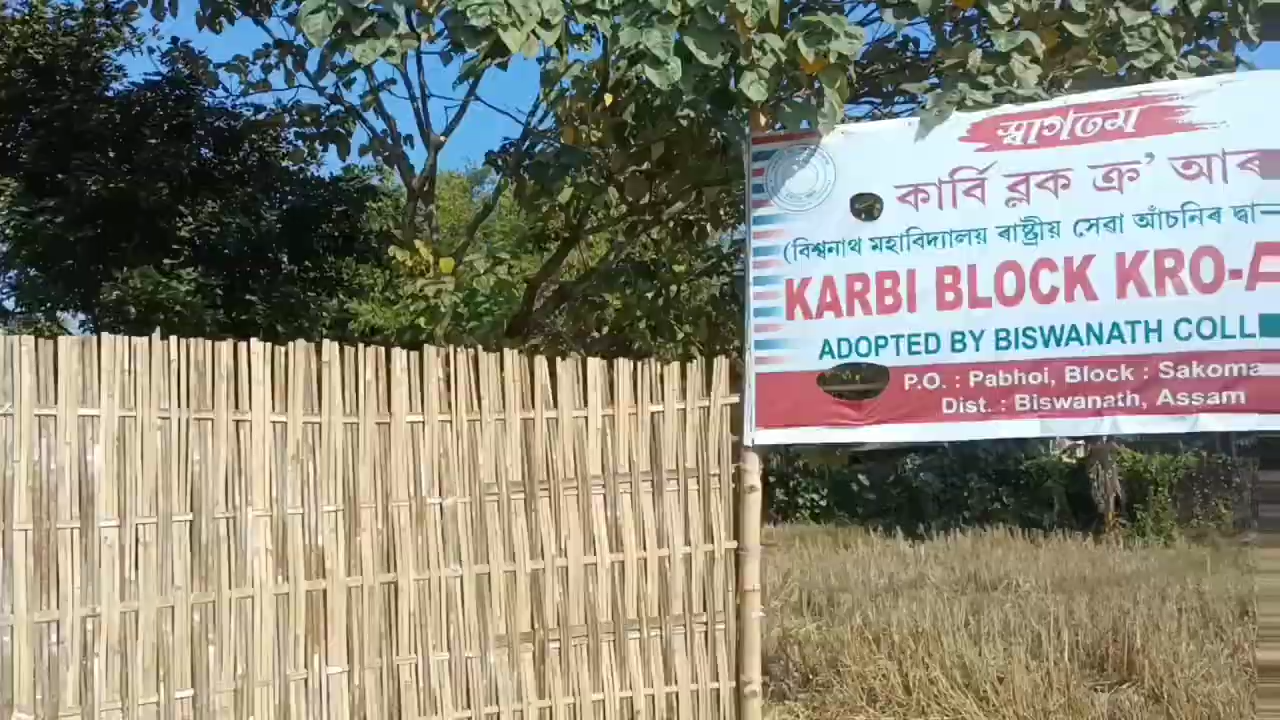 স্বাগতম
কাৰ্বি ব্লক ক্ৰ' আৰ
(বিশ্বনাথ মহাবিদ্যালয় ৰাষ্ট্ৰীয় সেৱা আঁচনিৰ দ্বা
KARBI BLOCK KRO-A
ADOPTED BY BISWANATH COLL
P.O. : Pabhoi, Block : Sakoma
Dist. : Biswanath, Assam